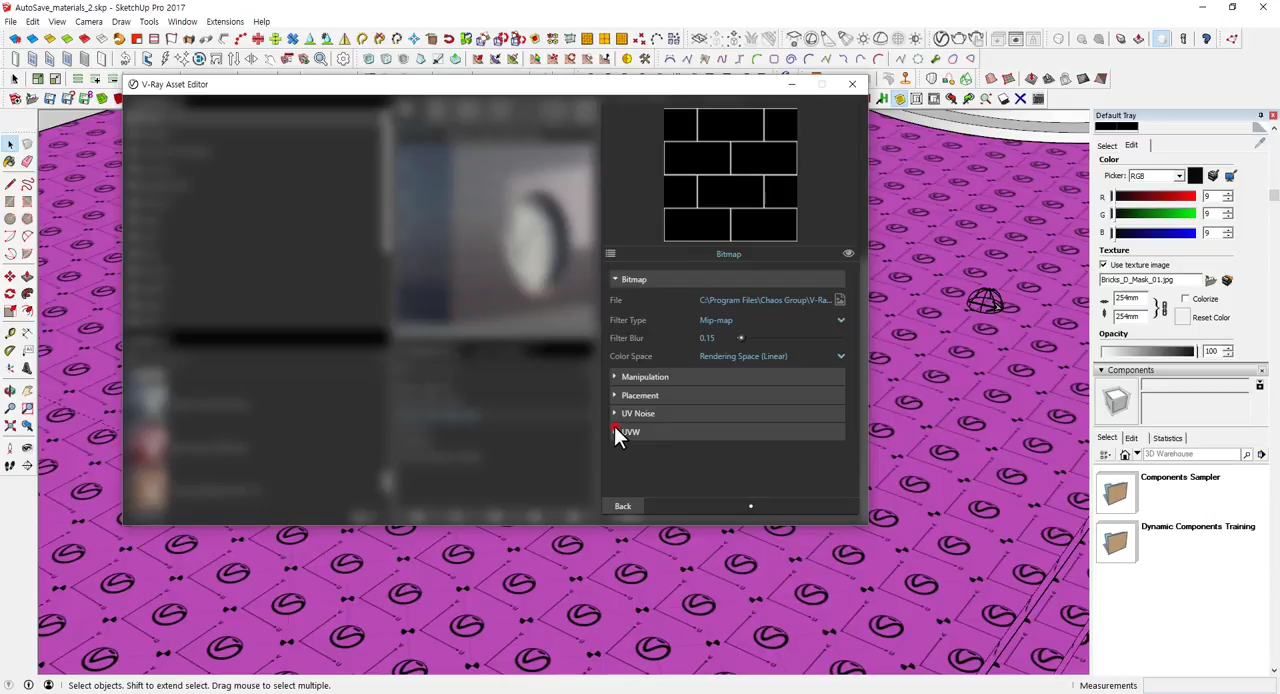 AutoSave_materials_2.skp - SketchUp Pro 2017
File Edit View Camera Draw Tools Window Extensions Help
V-Ray Asset Editor
Bitmap
Bitmap
File C:\Program Files\Chaos Group\V-Ra...
Filter Type Mip-map
Filter Blur 0.15
Color Space Rendering Space (Linear)
Manipulation
Placement
UV Noise
UVW
Back
Default Tray
Select Edit
Color
Picker: RGB
R 9
G 9
B 9
Texture
Use texture image
Bricks_D_Mask_01.jpg
254mm Colorize
254mm Reset Color
Opacity
100
Components
Select Edit Statistics
3D Warehouse
Components Sampler
Dynamic Components Training
Select objects. Shift to extend select. Drag mouse to select multiple.
Measurements